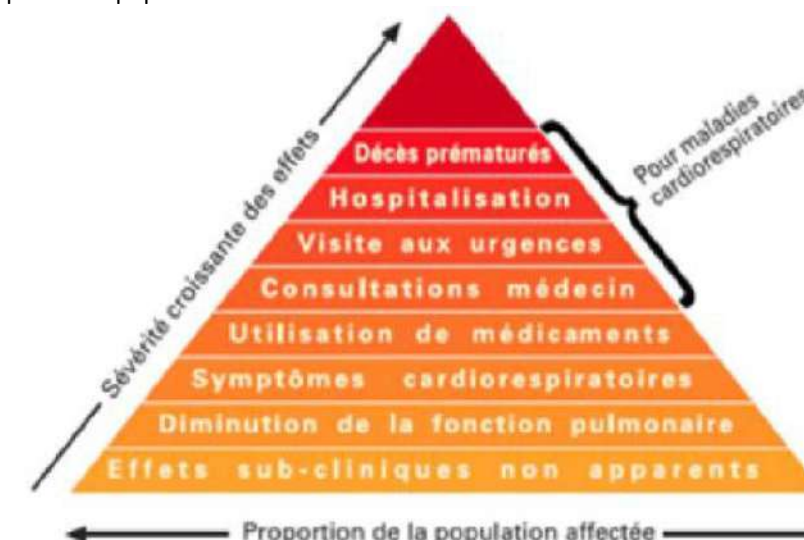 Décès prématurés
Hospitalisation
Visite aux urgences
Consultations médecin
Utilisation de médicaments
Symptômes cardiorespiratoires
Diminution de la fonction pulmonaire
Effets sub-cliniques non apparents
Sévérité croissante des effets
Pour maladies
cardiorespiratoires
Proportion de la population affectée